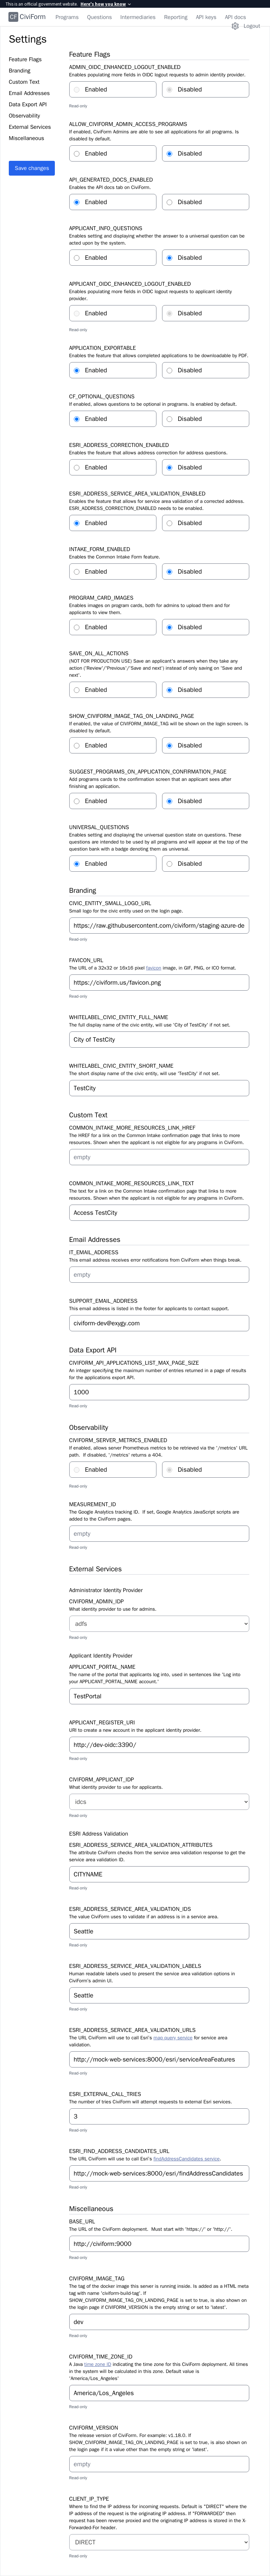 This is an official government website Here's how you know
CF CiviForm Programs Questions Intermediaries Reporting API keys API docs
Logout
Settings
Feature Flags
Branding
Custom Text
Email Addresses
Data Export API
Observability
External Services
Miscellaneous
Save changes
Feature Flags
ADMIN_OIDC_ENHANCED_LOGOUT_ENABLED
Enables populating more fields in OIDC logout requests to admin identity provider.
Enabled Disabled
Read-only
ALLOW_CIVIFORM_ADMIN_ACCESS_PROGRAMS
If enabled, CiviForm Admins are able to see all applications for all programs. Is
disabled by default.
Enabled Disabled
API_GENERATED_DOCS_ENABLED
Enables the API docs tab on CiviForm.
Enabled Disabled
APPLICANT_INFO_QUESTIONS
Enables setting and displaying whether the answer to a universal question can be
acted upon by the system.
Enabled Disabled
APPLICANT_OIDC_ENHANCED_LOGOUT_ENABLED
Enables populating more fields in OIDC logout requests to applicant identity
provider.
Enabled Disabled
Read-only
APPLICATION_EXPORTABLE
Enables the feature that allows completed applications to be downloadable by PDF.
Enabled Disabled
CF_OPTIONAL_QUESTIONS
If enabled, allows questions to be optional in programs. Is enabled by default.
Enabled Disabled
ESRI_ADDRESS_CORRECTION_ENABLED
Enables the feature that allows address correction for address questions.
Enabled Disabled
ESRI_ADDRESS_SERVICE_AREA_VALIDATION_ENABLED
Enables the feature that allows for service area validation of a corrected address.
ESRI_ADDRESS_CORRECTION_ENABLED needs to be enabled.
Enabled Disabled
INTAKE_FORM_ENABLED
Enables the Common Intake Form feature.
Enabled Disabled
PROGRAM_CARD_IMAGES
Enables images on program cards, both for admins to upload them and for
applicants to view them.
Enabled Disabled
SAVE_ON_ALL_ACTIONS
(NOT FOR PRODUCTION USE) Save an applicant's answers when they take any
action ('Review'/'Previous'/'Save and next') instead of only saving on 'Save and
next'.
Enabled Disabled
SHOW_CIVIFORM_IMAGE_TAG_ON_LANDING_PAGE
If enabled, the value of CIVIFORM_IMAGE_TAG will be shown on the login screen. Is
disabled by default.
Enabled Disabled
SUGGEST_PROGRAMS_ON_APPLICATION_CONFIRMATION_PAGE
Add programs cards to the confirmation screen that an applicant sees after
finishing an application.
Enabled Disabled
UNIVERSAL_QUESTIONS
Enables setting and displaying the universal question state on questions. These
questions are intended to be used by all programs and will appear at the top of the
question bank with a badge denoting them as universal.
Enabled Disabled
Branding
CIVIC_ENTITY_SMALL_LOGO_URL
Small logo for the civic entity used on the login page.
https://raw.githubusercontent.com/civiform/staging-azure-de
Read-only
FAVICON_URL
The URL of a 32x32 or 16x16 pixel favicon image, in GIF, PNG, or ICO format.
https://civiform.us/favicon.png
Read-only
WHITELABEL_CIVIC_ENTITY_FULL_NAME
The full display name of the civic entity, will use 'City of TestCity' if not set.
City of TestCity
WHITELABEL_CIVIC_ENTITY_SHORT_NAME
The short display name of the civic entity, will use 'TestCity' if not set.
TestCity
Custom Text
COMMON_INTAKE_MORE_RESOURCES_LINK_HREF
The HREF for a link on the Common Intake confirmation page that links to more
resources. Shown when the applicant is not eligible for any programs in CiviForm.
empty
COMMON_INTAKE_MORE_RESOURCES_LINK_TEXT
The text for a link on the Common Intake confirmation page that links to more
resources. Shown when the applicant is not eligible for any programs in CiviForm.
Access TestCity
Email Addresses
IT_EMAIL_ADDRESS
This email address receives error notifications from CiviForm when things break.
empty
SUPPORT_EMAIL_ADDRESS
This email address is listed in the footer for applicants to contact support.
civiform-dev@exygy.com
Data Export API
CIVIFORM_API_APPLICATIONS_LIST_MAX_PAGE_SIZE
An integer specifying the maximum number of entries returned in a page of results
for the applications export API.
1000
Read-only
Observability
CIVIFORM_SERVER_METRICS_ENABLED
If enabled, allows server Prometheus metrics to be retrieved via the '/metrics' URL
path. If disabled, '/metrics' returns a 404.
Enabled Disabled
Read-only
MEASUREMENT_ID
The Google Analytics tracking ID. If set, Google Analytics JavaScript scripts are
added to the CiviForm pages.
empty
Read-only
External Services
Administrator Identity Provider
CIVIFORM_ADMIN_IDP
What identity provider to use for admins.
adfs
Read-only
Applicant Identity Provider
APPLICANT_PORTAL_NAME
The name of the portal that applicants log into, used in sentences like 'Log into
your APPLICANT_PORTAL_NAME account.'
TestPortal
APPLICANT_REGISTER_URI
URI to create a new account in the applicant identity provider.
http://dev-oidc:3390/
Read-only
CIVIFORM_APPLICANT_IDP
What identity provider to use for applicants.
idcs
Read-only
ESRI Address Validation
ESRI_ADDRESS_SERVICE_AREA_VALIDATION_ATTRIBUTES
The attribute CiviForm checks from the service area validation response to get the
service area validation ID.
CITYNAME
Read-only
ESRI_ADDRESS_SERVICE_AREA_VALIDATION_IDS
The value CiviForm uses to validate if an address is in a service area.
Seattle
Read-only
ESRI_ADDRESS_SERVICE_AREA_VALIDATION_LABELS
Human readable labels used to present the service area validation options in
CiviForm's admin UI.
Seattle
Read-only
ESRI_ADDRESS_SERVICE_AREA_VALIDATION_URLS
The URL CiviForm will use to call Esri's map query service for service area
validation.
http://mock-web-services:8000/esri/serviceAreaFeatures
Read-only
ESRI_EXTERNAL_CALL_TRIES
The number of tries CiviForm will attempt requests to external Esri services.
3
Read-only
ESRI_FIND_ADDRESS_CANDIDATES_URL
The URL CiviForm will use to call Esri's findAddressCandidates service.
http://mock-web-services:8000/esri/findAddressCandidates
Read-only
Miscellaneous
BASE_URL
The URL of the CiviForm deployment. Must start with 'https://' or 'http://'.
http://civiform:9000
Read-only
CIVIFORM_IMAGE_TAG
The tag of the docker image this server is running inside. Is added as a HTML meta
tag with name 'civiform-build-tag'. If
SHOW_CIVIFORM_IMAGE_TAG_ON_LANDING_PAGE is set to true, is also shown on
the login page if CIVIFORM_VERSION is the empty string or set to 'latest'.
dev
Read-only
CIVIFORM_TIME_ZONE_ID
A Java time zone ID indicating the time zone for this CiviForm deployment. All times
in the system will be calculated in this zone. Default value is
'America/Los_Angeles'
America/Los_Angeles
Read-only
CIVIFORM_VERSION
The release version of CiviForm. For example: v1.18.0. If
SHOW_CIVIFORM_IMAGE_TAG_ON_LANDING_PAGE is set to true, is also shown on
the login page if it a value other than the empty string or 'latest'.
empty
Read-only
CLIENT_IP_TYPE
Where to find the IP address for incoming requests. Default is "DIRECT" where the
IP address of the request is the originating IP address. If "FORWARDED" then
request has been reverse proxied and the originating IP address is stored in the X-
Forwarded-For header.
DIRECT
Read-only